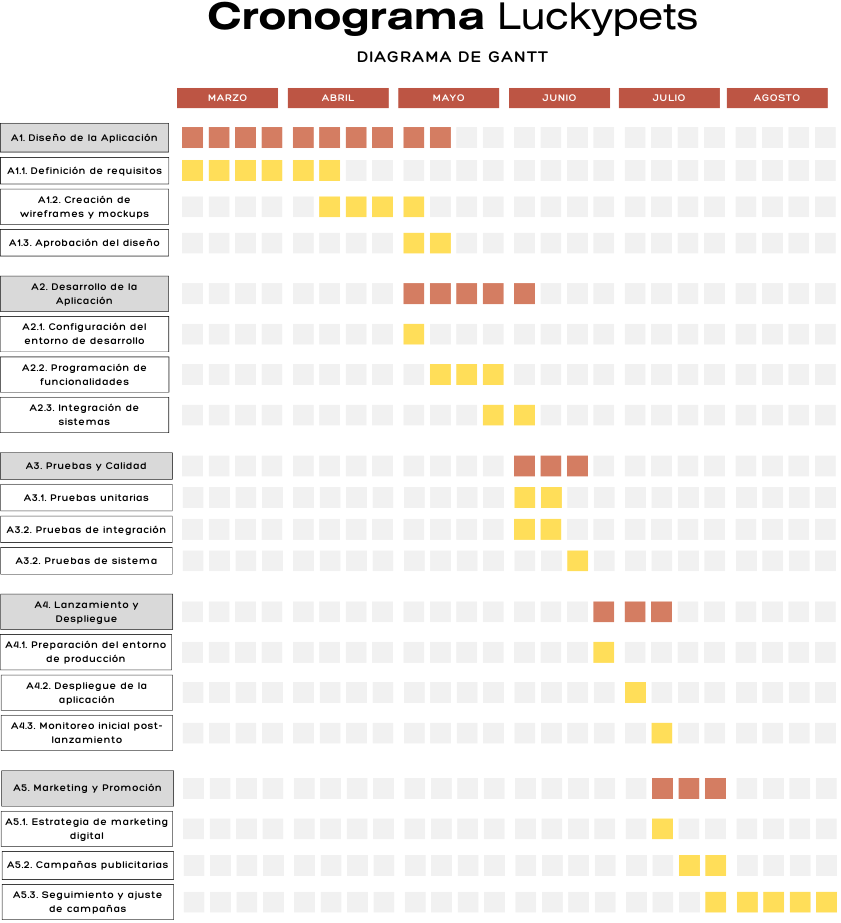 Cronograma Luckypets
DIAGRAMA DE GANTT
MARZO ABRIL MAYO JUNIO JULIO AGOSTO
A1. Diseño de la Aplicación
A1.1. Definición de requisitos
A1.2. Creación de
wireframes y mockups
A1.3. Aprobación del diseño
A2. Desarrollo de la
Aplicación
A2.1. Configuración del
entorno de desarrollo
A2.2. Programación de
funcionalidades
A2.3. Integración de
sistemas
A3. Pruebas y Calidad
A3.1. Pruebas unitarias
A3.2. Pruebas de integración
A3.2. Pruebas de sistema
A4. Lanzamiento y
Despliegue
A4.1. Preparación del entorno
de producción
A4.2. Despliegue de la
aplicación
A4.3. Monitoreo inicial post-
lanzamiento
A5. Marketing y Promoción
A5.1. Estrategia de marketing
digital
A5.2. Campañas publicitarias
A5.3. Seguimiento y ajuste
de campañas